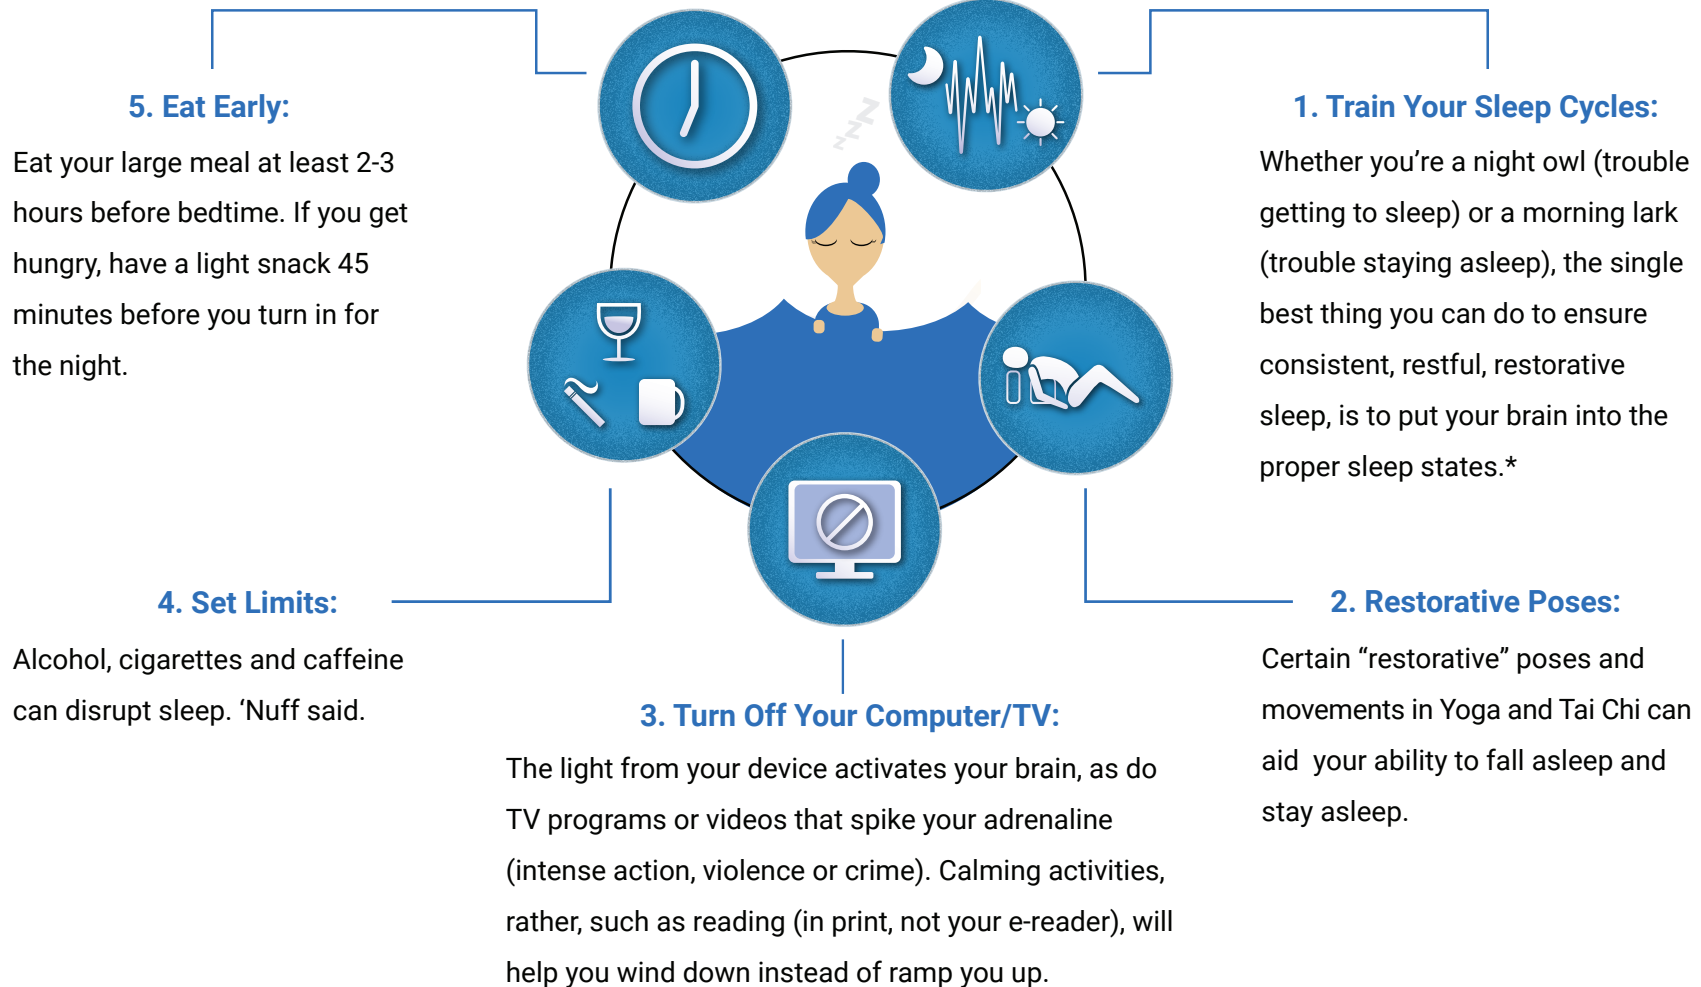 1. Train Your Sleep Cycles:
Whether you’re a night owl (trouble
getting to sleep) or a morning lark
(trouble staying asleep), the single
best thing you can do to ensure
consistent, restful, restorative
sleep, is to put your brain into the
proper sleep states.*
2. Restorative Poses:
Certain “restorative” poses and
movements in Yoga and Tai Chi can
aid  your ability to fall asleep and
stay asleep.
3. Turn Off Your Computer/TV:
The light from your device activates your brain, as do
TV programs or videos that spike your adrenaline
(intense action, violence or crime). Calming activities,
rather, such as reading (in print, not your e-reader), will
help you wind down instead of ramp you up.
4. Set Limits:
Alcohol, cigarettes and caffeine
can disrupt sleep. ‘Nuff said.
5. Eat Early:
Eat your large meal at least 2-3
hours before bedtime. If you get
hungry, have a light snack 45
minutes before you turn in for
the night.
zzzz